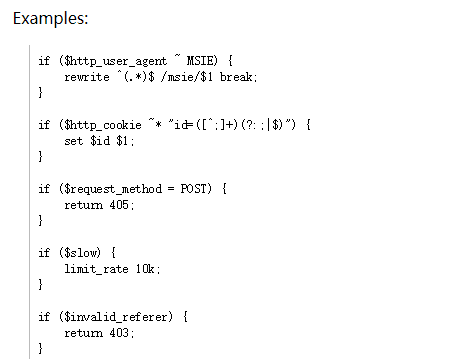 Examples:
if ($http_user_agent ~ MSIE) {
rewrite ^(.*)$ /msie/$1 break;
}
if ($http_cookie ~* "id=([^;]+)(?:;|$)") {
set $id $1;
}
if ($request_method = POST) {
return 405;
}
if ($slow) {
limit_rate 10k;
}
if ($invalid_referer) {
return 403;
}